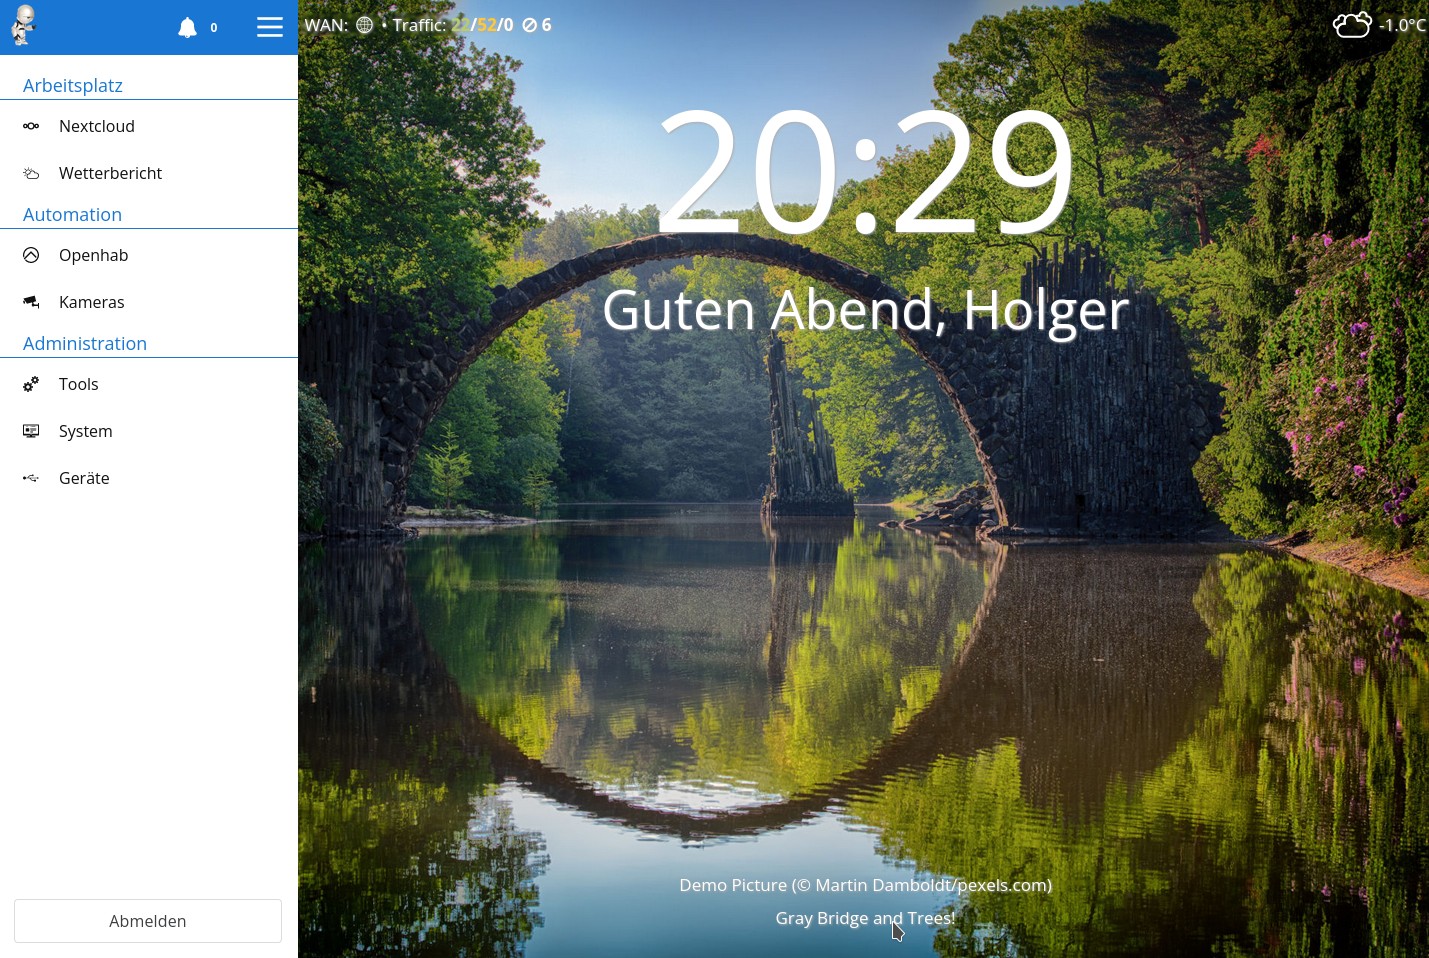 0
WAN: • Traffic: 22/52/0 6
-1.0°C
Arbeitsplatz
Nextcloud
Wetterbericht
Automation
Openhab
Kameras
Administration
Tools
System
Geräte
Abmelden
20:29
Guten Abend, Holger
Demo Picture (© Martin Damboldt/pexels.com)
Gray Bridge and Trees!